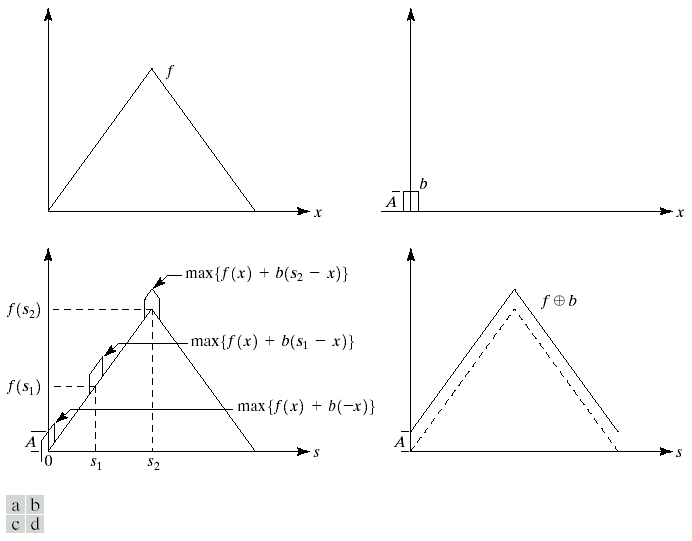 f
x
b
A
x
max{f(x) + b(s₂ − x)}
f(s₂)
max{f(x) + b(s₁ − x)}
f(s₁)
max{f(x) + b(−x)}
A
0
s₁
s₂
s
f ⊕ b
A
s
a b
c d